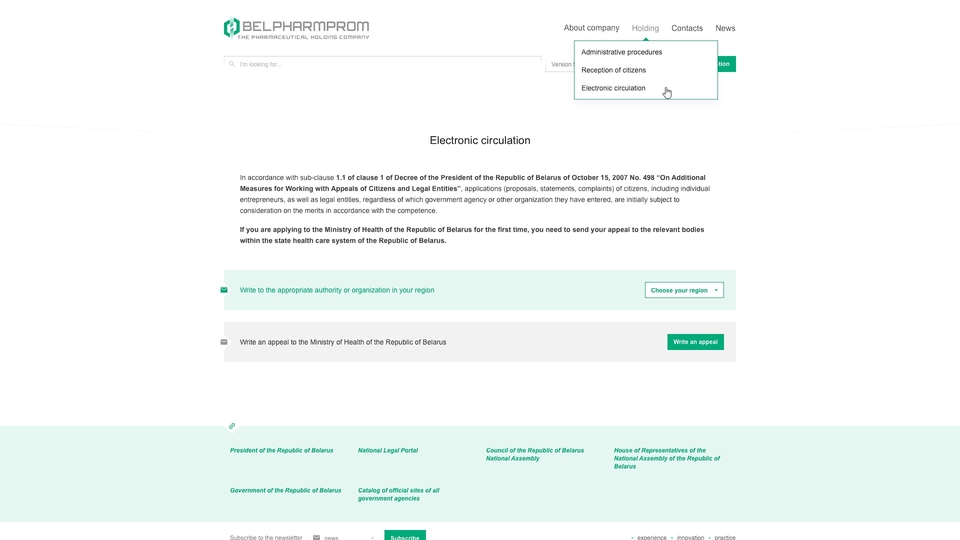 BELPHARMPROM
THE PHARMACEUTICAL HOLDING COMPANY
About company Holding Contacts News
Administrative procedures
Reception of citizens
Electronic circulation
I'm looking for...
Version
Electronic circulation
In accordance with sub-clause 1.1 of clause 1 of Decree of the President of the Republic of Belarus of October 15, 2007 No. 498 "On Additional
Measures for Working with Appeals of Citizens and Legal Entities", applications (proposals, statements, complaints) of citizens, including individual
entrepreneurs, as well as legal entities, regardless of which government agency or other organization they have entered, are initially subject to
consideration on the merits in accordance with the competence.
If you are applying to the Ministry of Health of the Republic of Belarus for the first time, you need to send your appeal to the relevant bodies
within the state health care system of the Republic of Belarus.
Write to the appropriate authority or organization in your region
Choose your region
Write an appeal to the Ministry of Health of the Republic of Belarus
Write an appeal
President of the Republic of Belarus
National Legal Portal
Council of the Republic of Belarus
National Assembly
House of Representatives of the
National Assembly of the Republic of
Belarus
Government of the Republic of Belarus
Catalog of official sites of all
government agencies
Subscribe to the newsletter
news
Subscribe
experience
innovation
practice